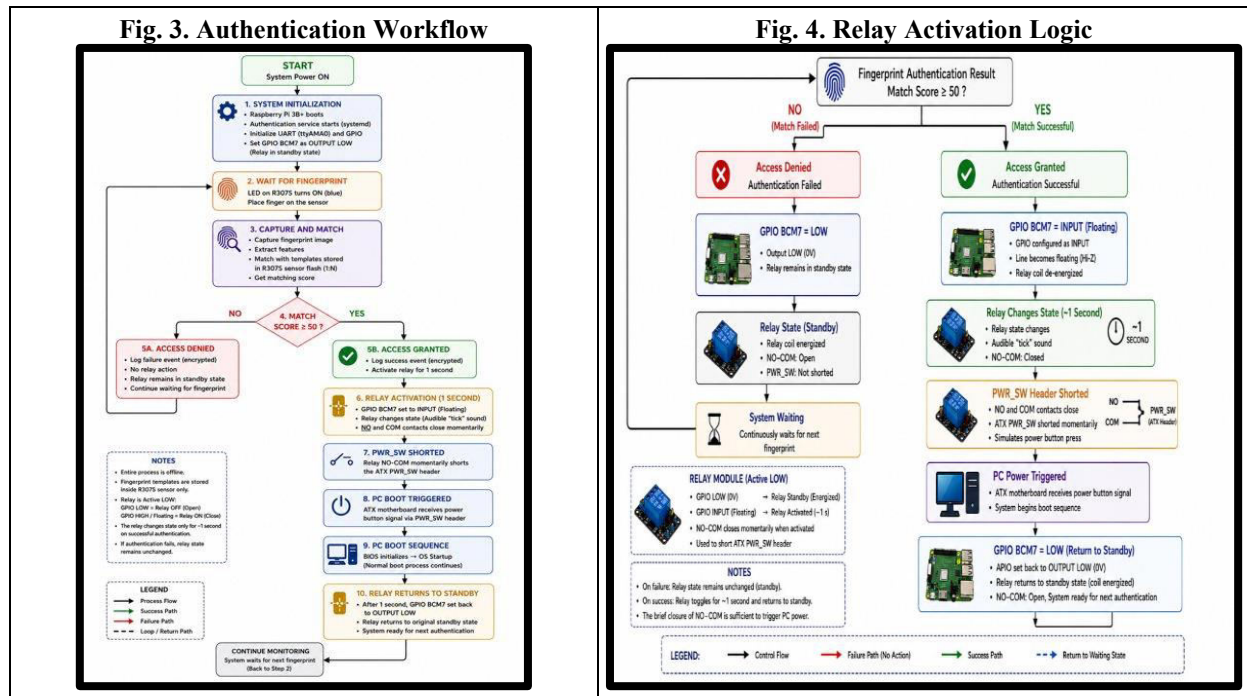 Fig. 3. Authentication Workflow
START
System Power ON
1. SYSTEM INITIALIZATION
• Raspberry Pi 3B+ boots
• Authentication service starts (systemd)
• Initialize UART (ttyAMA0) and GPIO
• Set GPIO BCM7 as OUTPUT LOW
(Relay in standby state)
2. WAIT FOR FINGERPRINT
LED on R307S turns ON (blue)
Place finger on the sensor
3. CAPTURE AND MATCH
• Capture fingerprint image
• Extract features
• Match with templates stored
in R307S sensor flash (1:N)
• Get matching score
NO
4. MATCH
SCORE ≥ 50 ?
YES
5A. ACCESS DENIED
• Log failure event (encrypted)
• No relay action
• Relay remains in standby state
• Continue waiting for fingerprint
5B. ACCESS GRANTED
• Log success event (encrypted)
• Activate relay for 1 second
6. RELAY ACTIVATION (1 SECOND)
• GPIO BCM7 set to INPUT (Floating)
• Relay changes state (Audible "tick" sound)
• NO and COM contacts close momentarily
7. PWR_SW SHORTED
Relay NO-COM momentarily shorts
the ATX PWR_SW header
8. PC BOOT TRIGGERED
ATX motherboard receives power
button signal via PWR_SW header
9. PC BOOT SEQUENCE
BIOS initializes → OS Startup
(Normal boot process continues)
10. RELAY RETURNS TO STANDBY
• After 1 second, GPIO BCM7 set back
to OUTPUT LOW
• Relay returns to original standby state
• System ready for next authentication
CONTINUE MONITORING
System waits for next fingerprint
(Back to Step 2)
NOTES
• Entire process is offline.
• Fingerprint templates are stored
inside R307S sensor only.
• Relay is Active LOW:
GPIO LOW = Relay OFF (Open)
GPIO HIGH / Floating = Relay ON (Close)
• The relay changes state only for ~1 second
on successful authentication.
• If authentication fails, relay state
remains unchanged.
LEGEND
Process Flow
Success Path
Failure Path
Loop / Return Path
Fig. 4. Relay Activation Logic
Fingerprint Authentication Result
Match Score ≥ 50 ?
NO
(Match Failed)
YES
(Match Successful)
Access Denied
Authentication Failed
Access Granted
Authentication Successful
GPIO BCM7 = LOW
• Output LOW (0V)
• Relay remains in standby state
GPIO BCM7 = INPUT (Floating)
• GPIO configured as INPUT
• Line becomes floating (Hi-Z)
• Relay coil de-energized
Relay State (Standby)
• Relay coil energized
• NO-COM: Open
• PWR_SW: Not shorted
Relay Changes State (~1 Second)
• Relay state changes
• Audible "tick" sound
• NO-COM: Closed
~1
SECOND
System Waiting
Continuously waits for next
fingerprint
PWR_SW Header Shorted
• NO and COM contacts close
• ATX PWR_SW shorted momentarily
• Simulates power button press
NO
COM
PWR_SW
(ATX Header)
RELAY MODULE (Active LOW)
• GPIO LOW (0V) → Relay Standby (Energized)
• GPIO INPUT (Floating) → Relay Activated (~1 s)
• NO-COM closes momentarily when activated
• Used to short ATX PWR_SW header
PC Power Triggered
• ATX motherboard receives power button signal
• System begins boot sequence
GPIO BCM7 = LOW (Return to Standby)
• APIO set back to OUTPUT LOW (0V)
• Relay returns to standby state (coil energized)
• NO-COM: Open, System ready for next authentication
NOTES
• On failure: Relay state remains unchanged (standby).
• On success: Relay toggles for ~1 second and returns to standby.
• The brief closure of NO-COM is sufficient to trigger PC power.
LEGEND:
Control Flow
Failure Path (No Action)
Success Path
Return to Waiting State